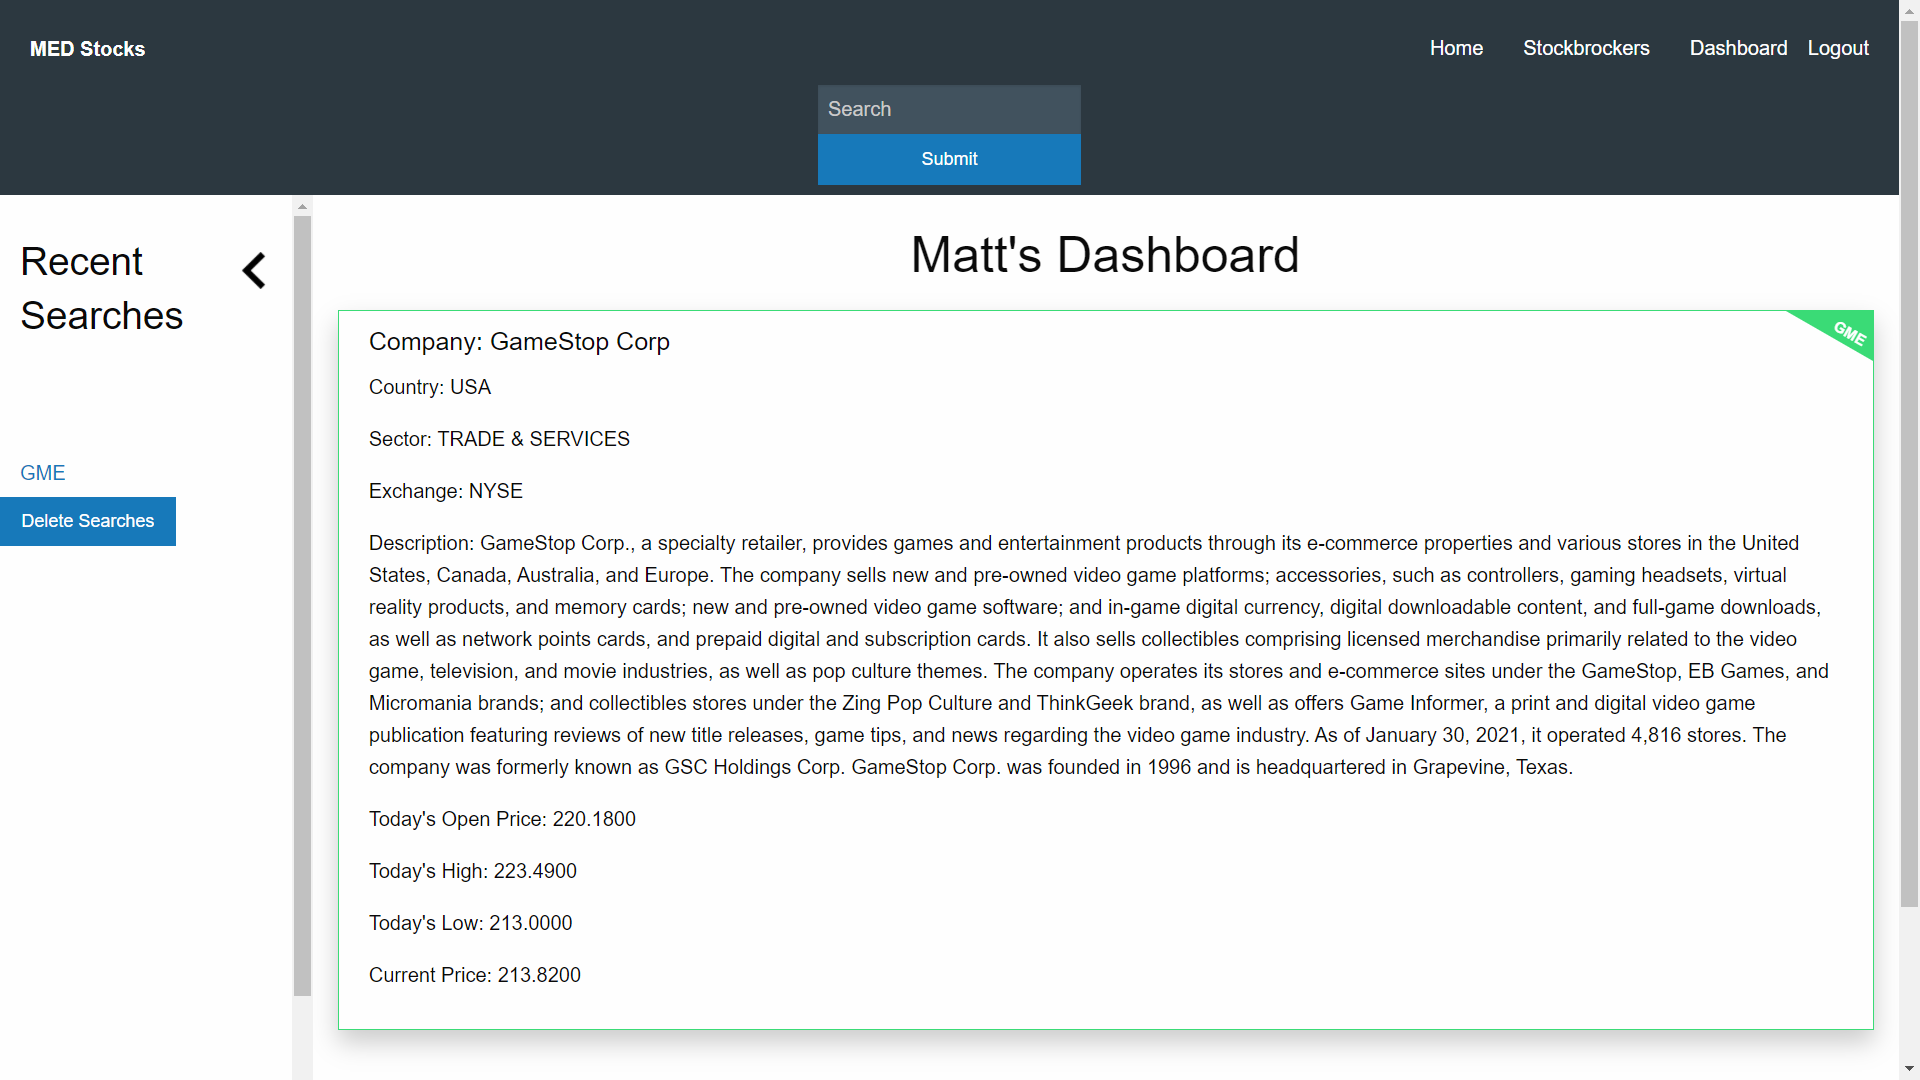 MED Stocks
Home
Stockbrockers
Dashboard
Logout
Search
Submit
Recent
Searches
GME
Delete Searches
Matt's Dashboard
GME
Company: GameStop Corp
Country: USA
Sector: TRADE & SERVICES
Exchange: NYSE
Description: GameStop Corp., a specialty retailer, provides games and entertainment products through its e-commerce properties and various stores in the United
States, Canada, Australia, and Europe. The company sells new and pre-owned video game platforms; accessories, such as controllers, gaming headsets, virtual
reality products, and memory cards; new and pre-owned video game software; and in-game digital currency, digital downloadable content, and full-game downloads,
as well as network points cards, and prepaid digital and subscription cards. It also sells collectibles comprising licensed merchandise primarily related to the video
game, television, and movie industries, as well as pop culture themes. The company operates its stores and e-commerce sites under the GameStop, EB Games, and
Micromania brands; and collectibles stores under the Zing Pop Culture and ThinkGeek brand, as well as offers Game Informer, a print and digital video game
publication featuring reviews of new title releases, game tips, and news regarding the video game industry. As of January 30, 2021, it operated 4,816 stores. The
company was formerly known as GSC Holdings Corp. GameStop Corp. was founded in 1996 and is headquartered in Grapevine, Texas.
Today's Open Price: 220.1800
Today's High: 223.4900
Today's Low: 213.0000
Current Price: 213.8200